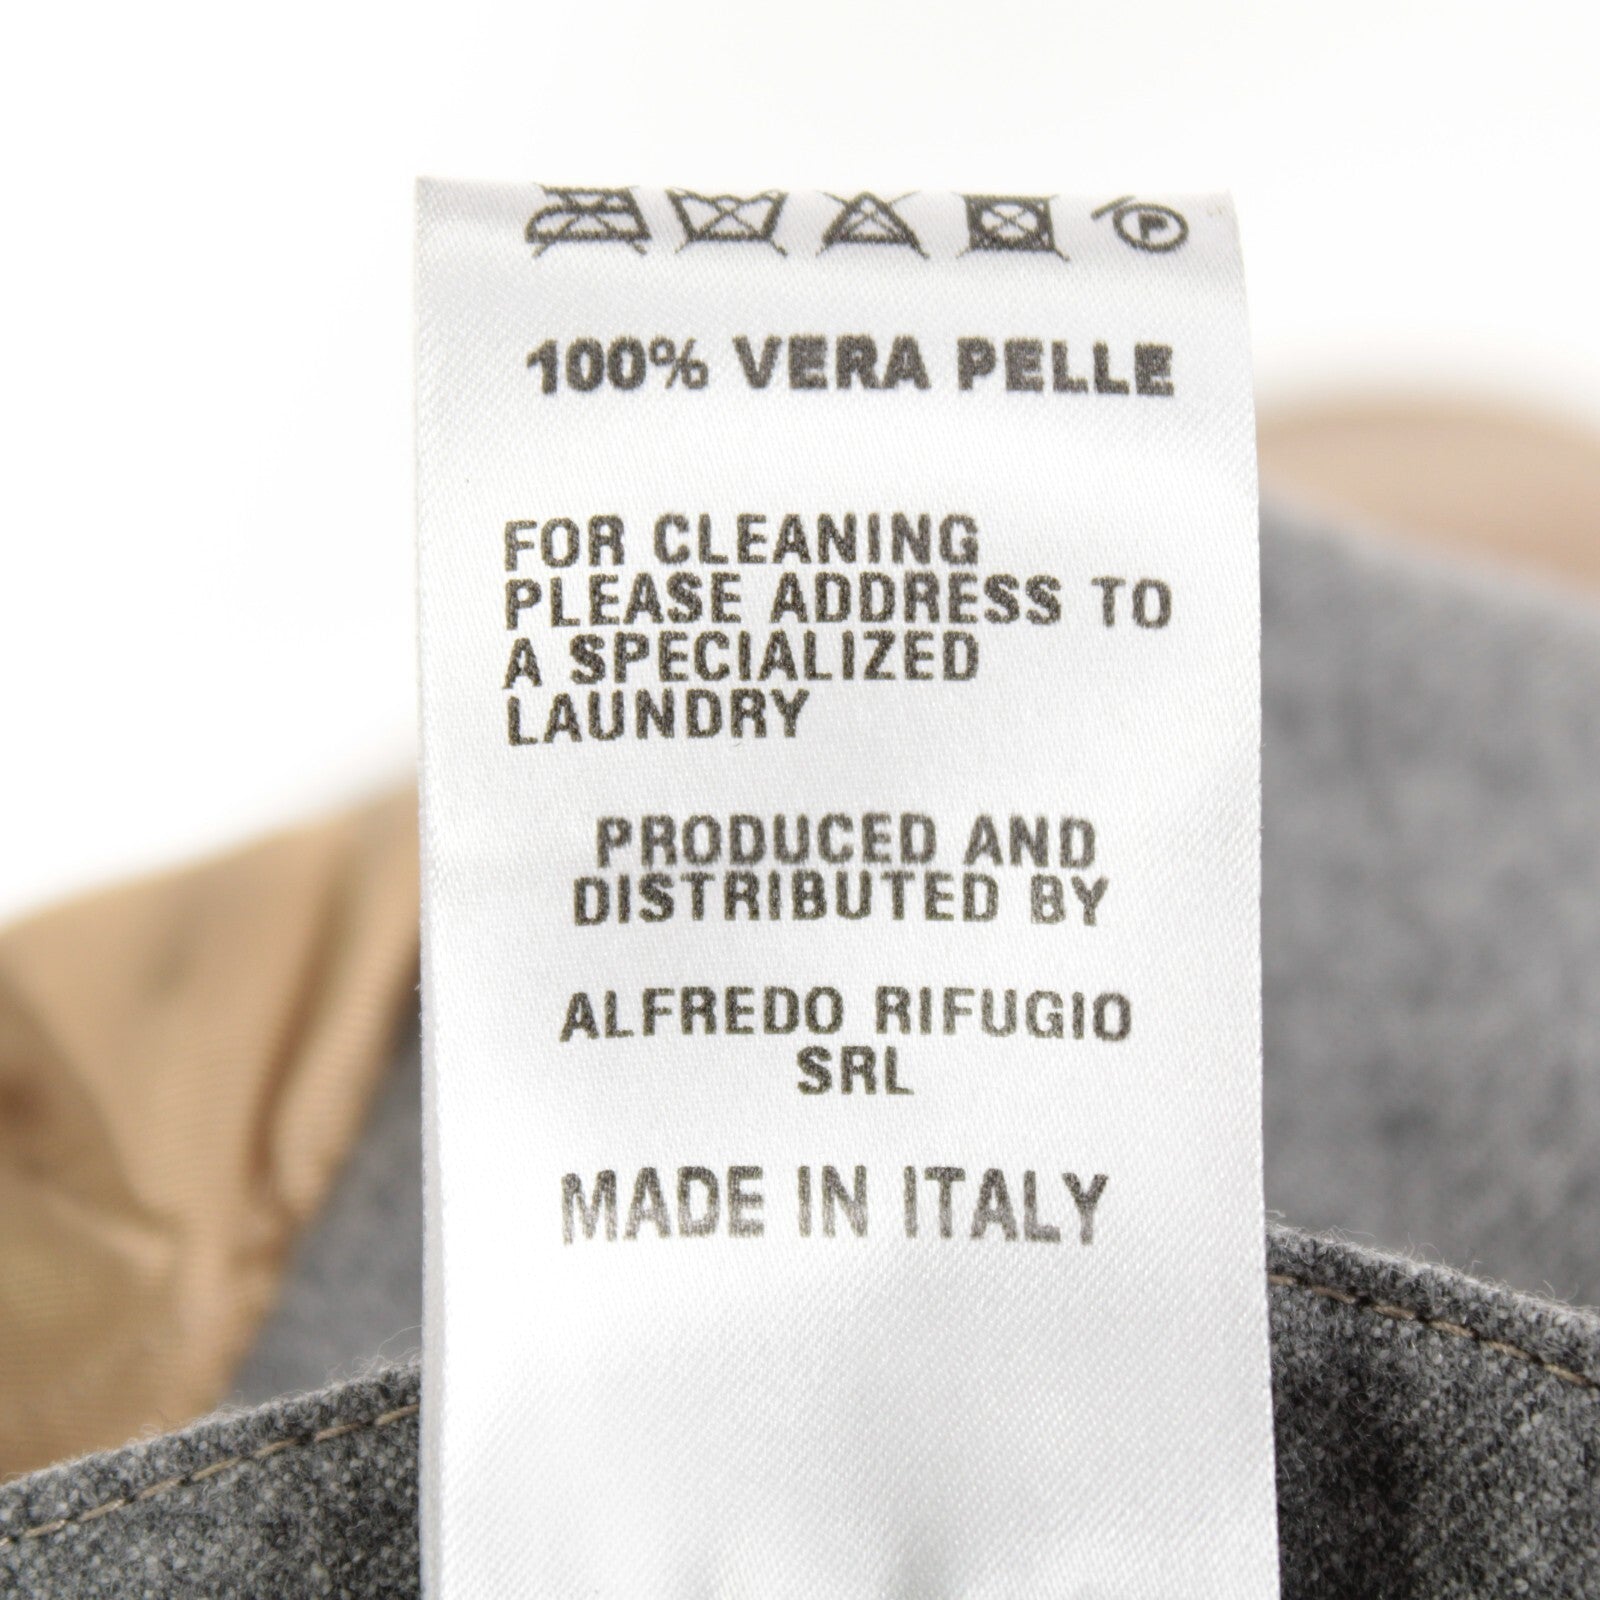 P
100% VERA PELLE
FOR CLEANING
PLEASE ADDRESS TO
A SPECIALIZED
LAUNDRY
PRODUCED AND
DISTRIBUTED BY
ALFREDO RIFUGIO
SRL
MADE IN ITALY